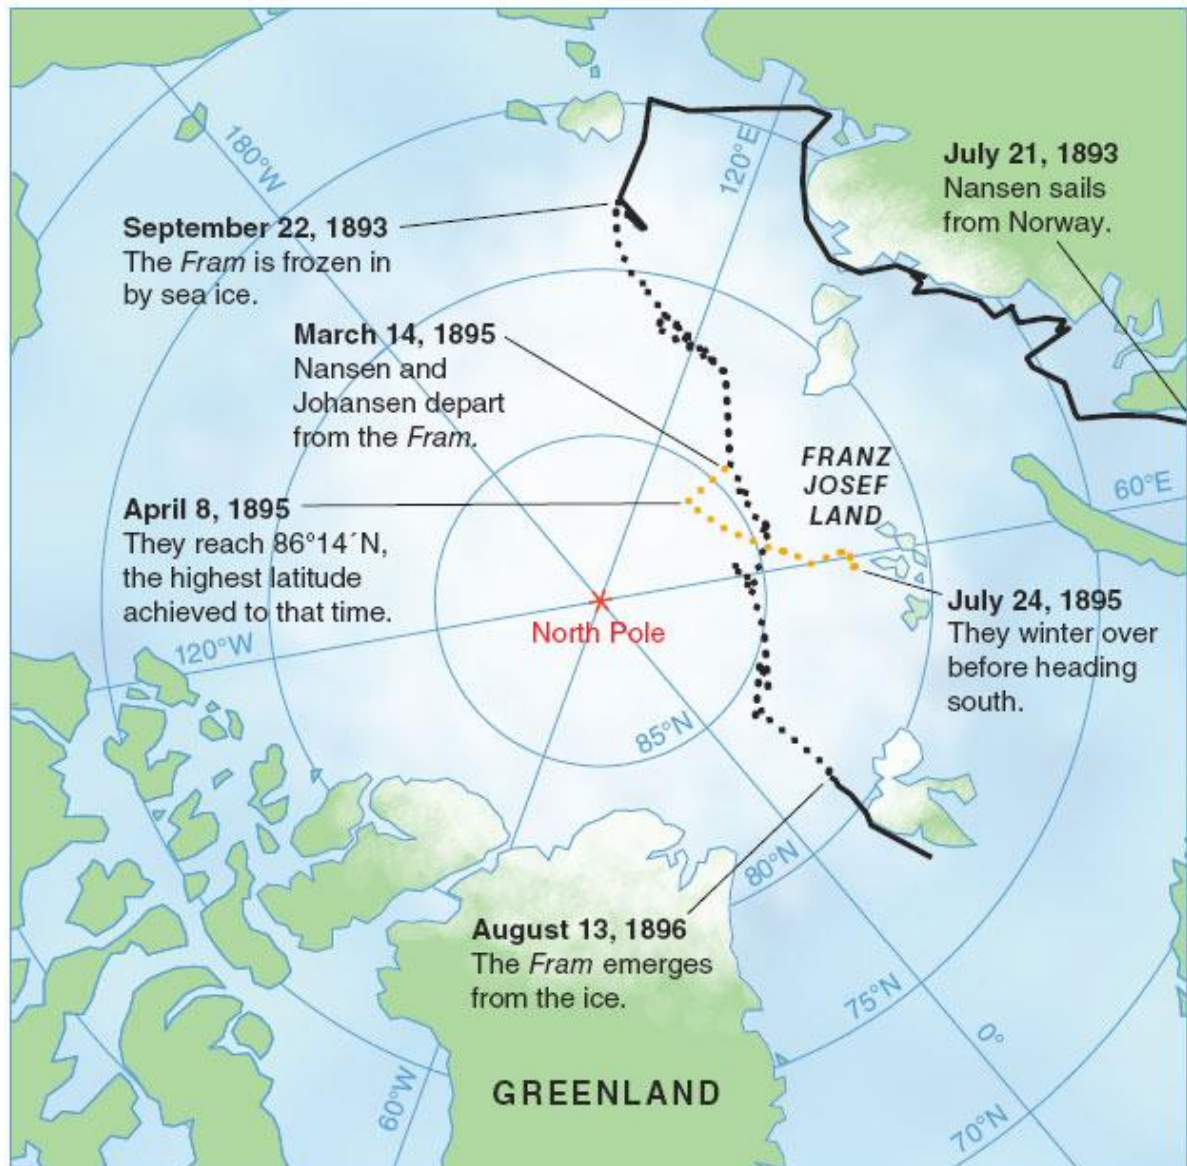 180°W
120°E
July 21, 1893
Nansen sails
from Norway.
September 22, 1893
The Fram is frozen in
by sea ice.
March 14, 1895
Nansen and
Johansen depart
from the Fram.
FRANZ
JOSEF
LAND
60°E
April 8, 1895
They reach 86°14´N,
the highest latitude
achieved to that time.
North Pole
120°W
July 24, 1895
They winter over
before heading
south.
85°N
80°N
August 13, 1896
The Fram emerges
from the ice.
75°N
0°
70°N
60°W
GREENLAND